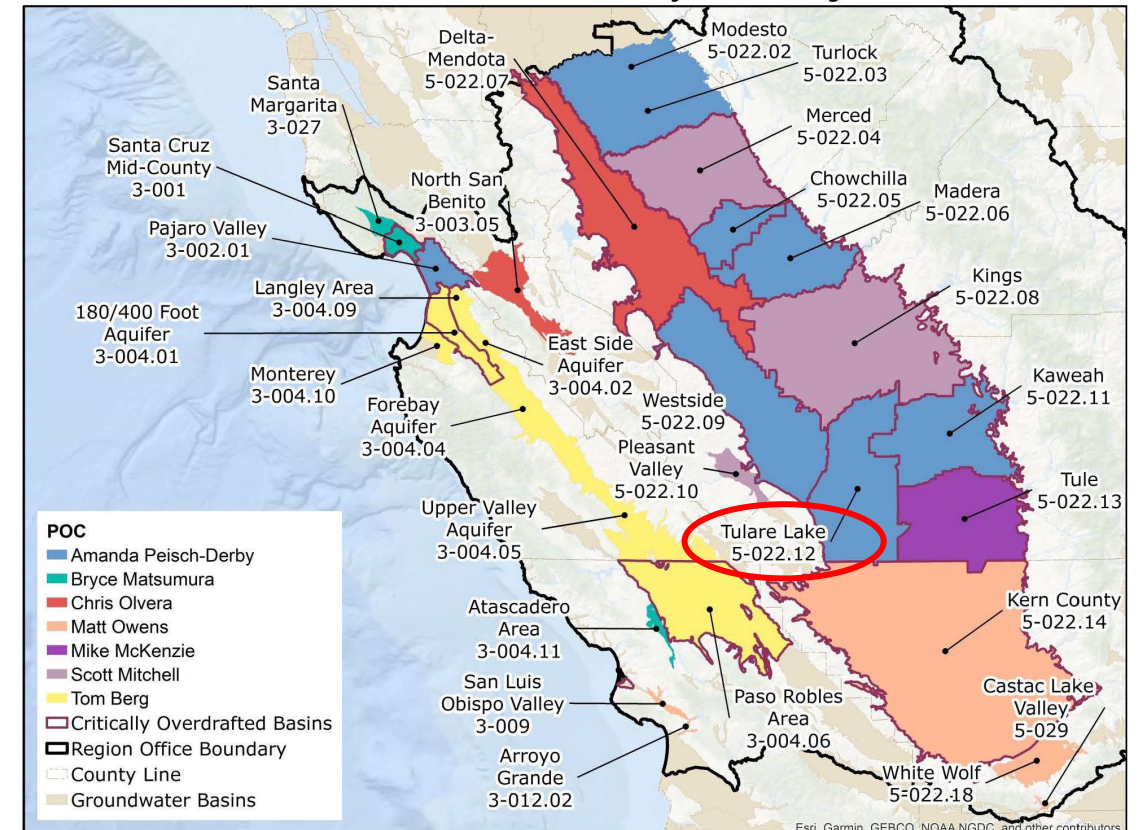 Delta-
Mendota
5-022.07
Modesto
5-022.02
Turlock
5-022.03
Santa
Margarita
3-027
Merced
5-022.04
Santa Cruz
Mid-County
3-001
North San
Benito
3-003.05
Chowchilla
5-022.05
Madera
5-022.06
Pajaro Valley
3-002.01
Langley Area
3-004.09
Kings
5-022.08
180/400 Foot
Aquifer
3-004.01
East Side
Aquifer
3-004.02
Monterey
3-004.10
Kaweah
5-022.11
Forebay
Aquifer
3-004.04
Westside
5-022.09
Pleasant
Valley
5-022.10
Tule
5-022.13
Upper Valley
Aquifer
3-004.05
Tulare Lake
5-022.12
POC
Amanda Peisch-Derby
Bryce Matsumura
Chris Olvera
Matt Owens
Mike McKenzie
Scott Mitchell
Tom Berg
Critically Overdrafted Basins
Region Office Boundary
County Line
Groundwater Basins
Atascadero
Area
3-004.11
Kern County
5-022.14
San Luis
Obispo Valley
3-009
Paso Robles
Area
3-004.06
Castac Lake
Valley
5-029
Arroyo
Grande
3-012.02
White Wolf
5-022.18
Esri, Garmin, GEBCO, NOAA NGDC, and other contributors